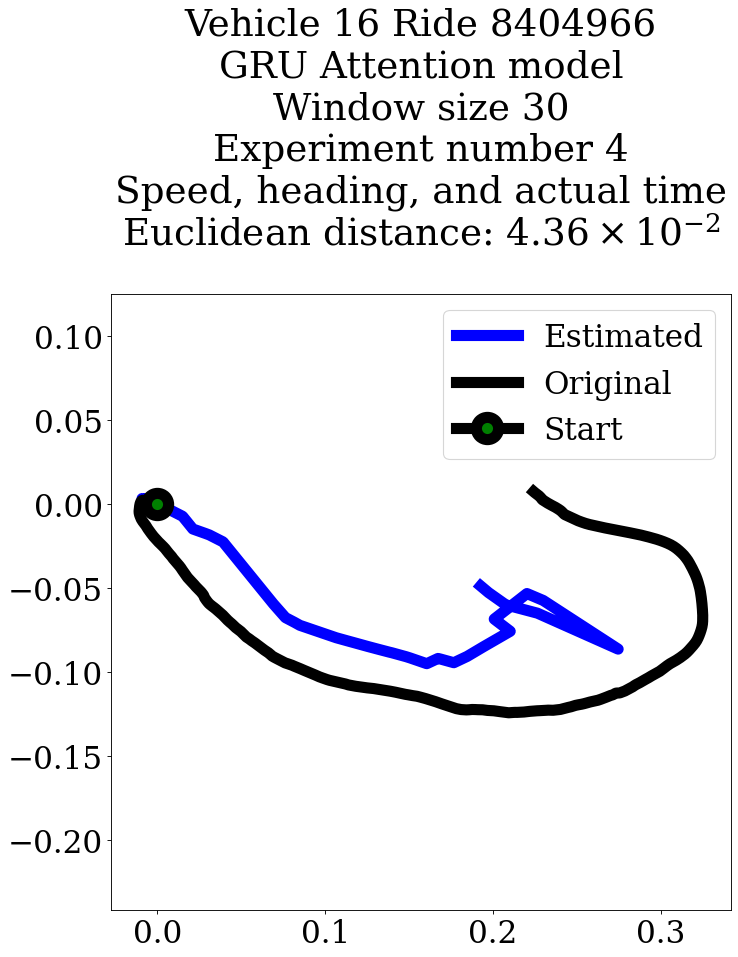 Vehicle 16 Ride 8404966
GRU Attention model
Window size 30
Experiment number 4
Speed, heading, and actual time
Euclidean distance: 4.36 × 10⁻²
Estimated
Original
Start
0.10
0.05
0.00
−0.05
−0.10
−0.15
−0.20
0.0 0.1 0.2 0.3